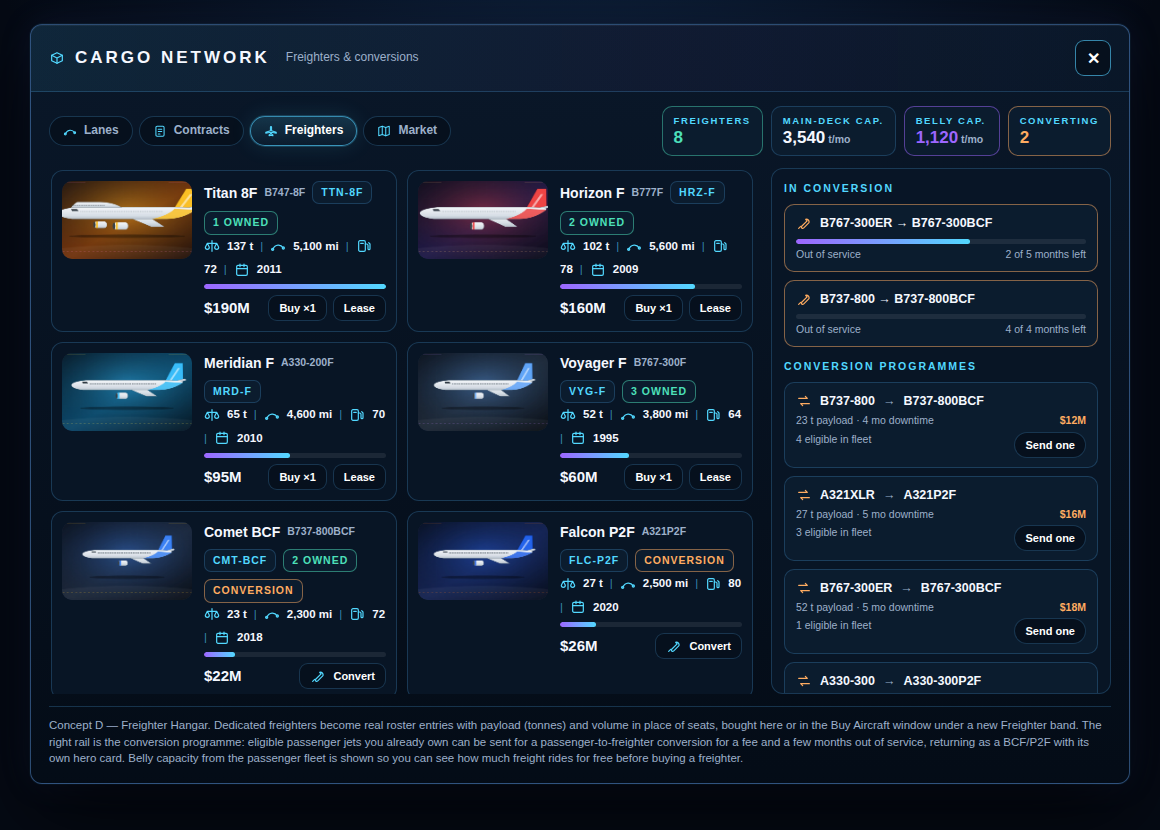 CARGO NETWORK Freighters & conversions
✕
Lanes Contracts Freighters Market
FREIGHTERS
8
MAIN-DECK CAP.
3,540 t/mo
BELLY CAP.
1,120 t/mo
CONVERTING
2
Titan 8F B747-8F TTN-8F
1 OWNED
137 t | 5,100 mi |
72 | 2011
$190M Buy ×1 Lease
Horizon F B777F HRZ-F
2 OWNED
102 t | 5,600 mi |
78 | 2009
$160M Buy ×1 Lease
Meridian F A330-200F
MRD-F
65 t | 4,600 mi | 70
| 2010
$95M Buy ×1 Lease
Voyager F B767-300F
VYG-F 3 OWNED
52 t | 3,800 mi | 64
| 1995
$60M Buy ×1 Lease
Comet BCF B737-800BCF
CMT-BCF 2 OWNED
CONVERSION
23 t | 2,300 mi | 72
| 2018
$22M Convert
Falcon P2F A321P2F
FLC-P2F CONVERSION
27 t | 2,500 mi | 80
| 2020
$26M Convert
IN CONVERSION
B767-300ER → B767-300BCF
Out of service 2 of 5 months left
B737-800 → B737-800BCF
Out of service 4 of 4 months left
CONVERSION PROGRAMMES
B737-800 → B737-800BCF
23 t payload · 4 mo downtime $12M
4 eligible in fleet Send one
A321XLR → A321P2F
27 t payload · 5 mo downtime $16M
3 eligible in fleet Send one
B767-300ER → B767-300BCF
52 t payload · 5 mo downtime $18M
1 eligible in fleet Send one
A330-300 → A330-300P2F
Concept D — Freighter Hangar. Dedicated freighters become real roster entries with payload (tonnes) and volume in place of seats, bought here or in the Buy Aircraft window under a new Freighter band. The
right rail is the conversion programme: eligible passenger jets you already own can be sent for a passenger-to-freighter conversion for a fee and a few months out of service, returning as a BCF/P2F with its
own hero card. Belly capacity from the passenger fleet is shown so you can see how much freight rides for free before buying a freighter.